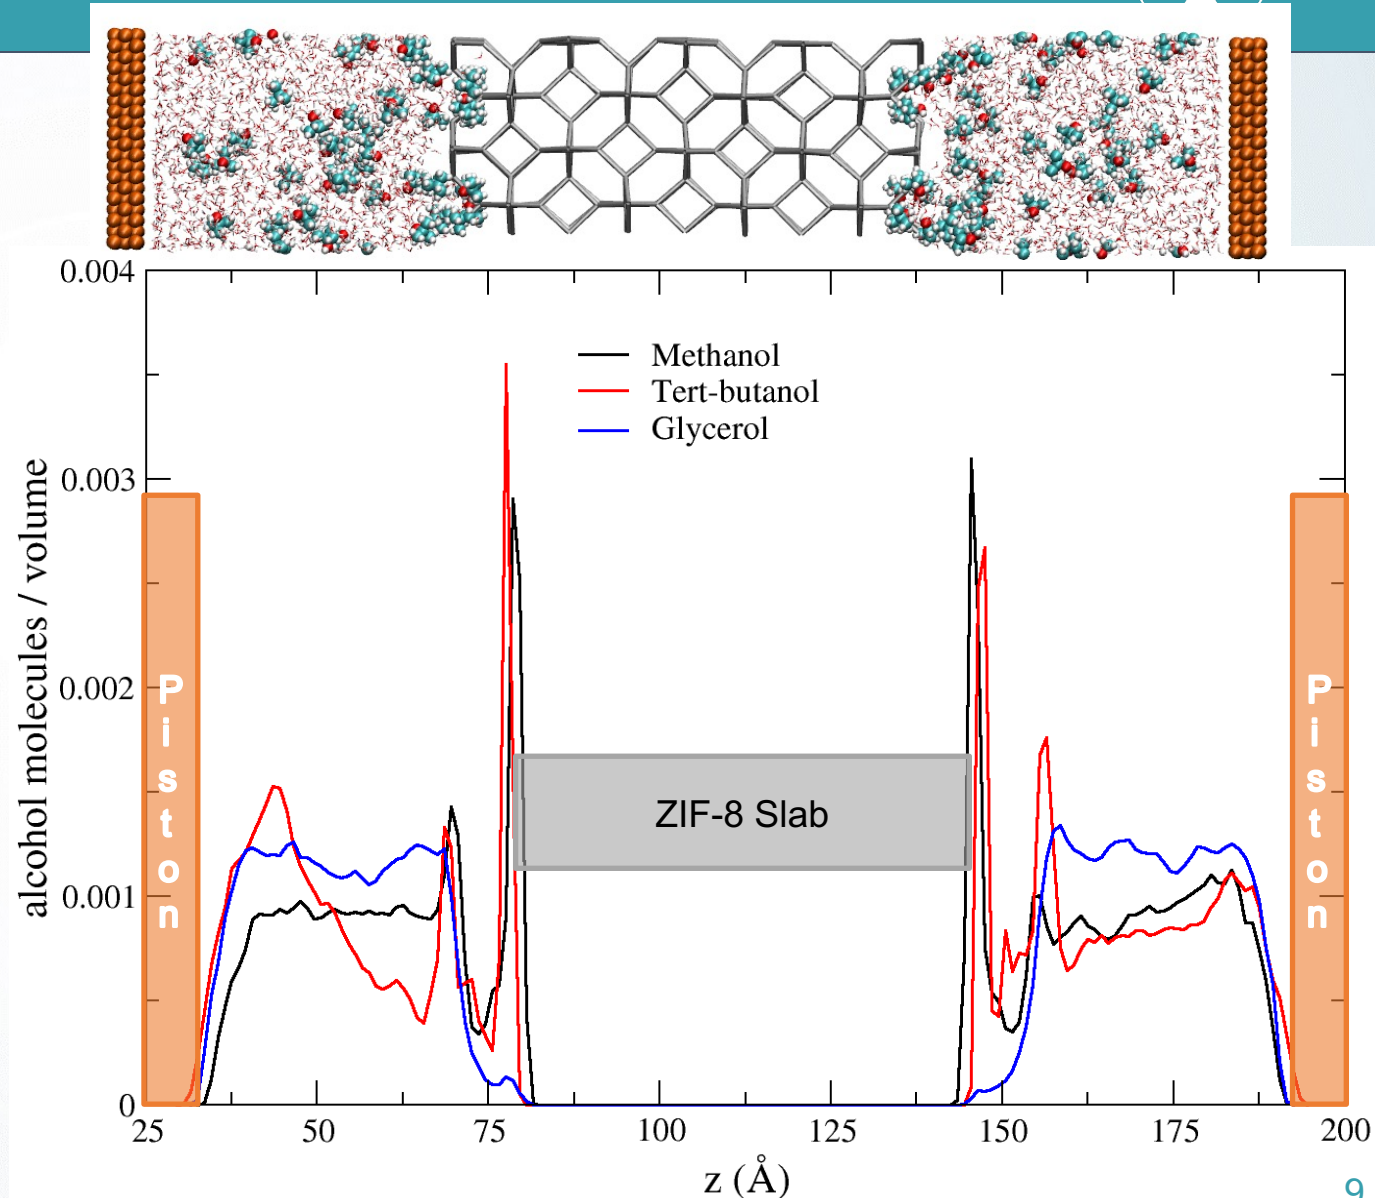 0.004
0.003
0.002
0.001
0
alcohol molecules / volume
Methanol
Tert-butanol
Glycerol
Piston
ZIF-8 Slab
Piston
25 50 75 100 125 150 175 200
z (Å)
9